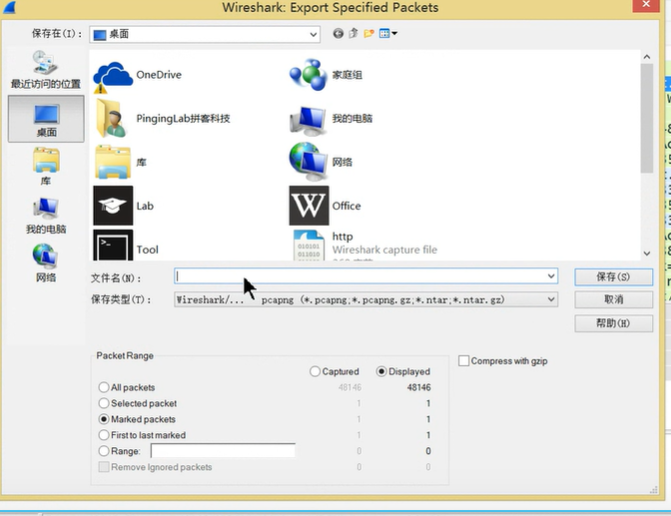 Wireshark: Export Specified Packets
保存在(I): 桌面
最近访问的位置
桌面
库
我的电脑
网络
OneDrive 家庭组
PingingLab拼客科技 我的电脑
库 网络
Lab Office
Tool http
Wireshark capture file
文件名(N): 保存(S)
保存类型(T): Wireshark/... pcapng (*.pcapng;*.pcapng.gz;*.ntar;*.ntar.gz) 取消
帮助(H)
Packet Range
Captured Displayed Compress with gzip
All packets 48146 48146
Selected packet 1 1
Marked packets 1 1
First to last marked 1 1
Range: 0 0
Remove Ignored packets 0 0